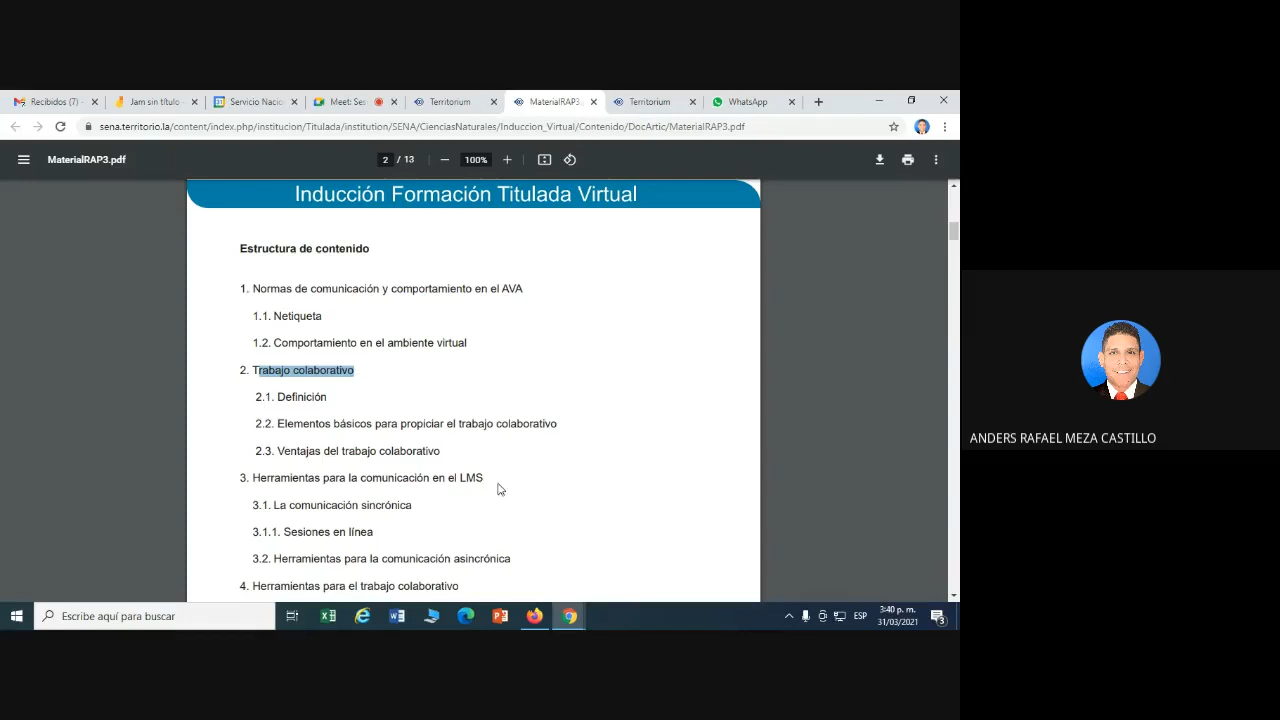 Recibidos (7)
Jam sin título
Servicio Nacio
Meet: Ses
Territorium
MaterialRAP3.
Territorium
WhatsApp
sena.territorio.la/content/index.php/institucion/Titulada/institution/SENA/CienciasNaturales/Induccion_Virtual/Contenido/DocArtic/MaterialRAP3.pdf
MaterialRAP3.pdf
2 / 13
100%
Inducción Formación Titulada Virtual
Estructura de contenido
1. Normas de comunicación y comportamiento en el AVA
1.1. Netiqueta
1.2. Comportamiento en el ambiente virtual
2. Trabajo colaborativo
2.1. Definición
2.2. Elementos básicos para propiciar el trabajo colaborativo
2.3. Ventajas del trabajo colaborativo
3. Herramientas para la comunicación en el LMS
3.1. La comunicación sincrónica
3.1.1. Sesiones en línea
3.2. Herramientas para la comunicación asincrónica
4. Herramientas para el trabajo colaborativo
ANDERS RAFAEL MEZA CASTILLO
Escribe aquí para buscar
ESP
3:40 p. m.
31/03/2021
3